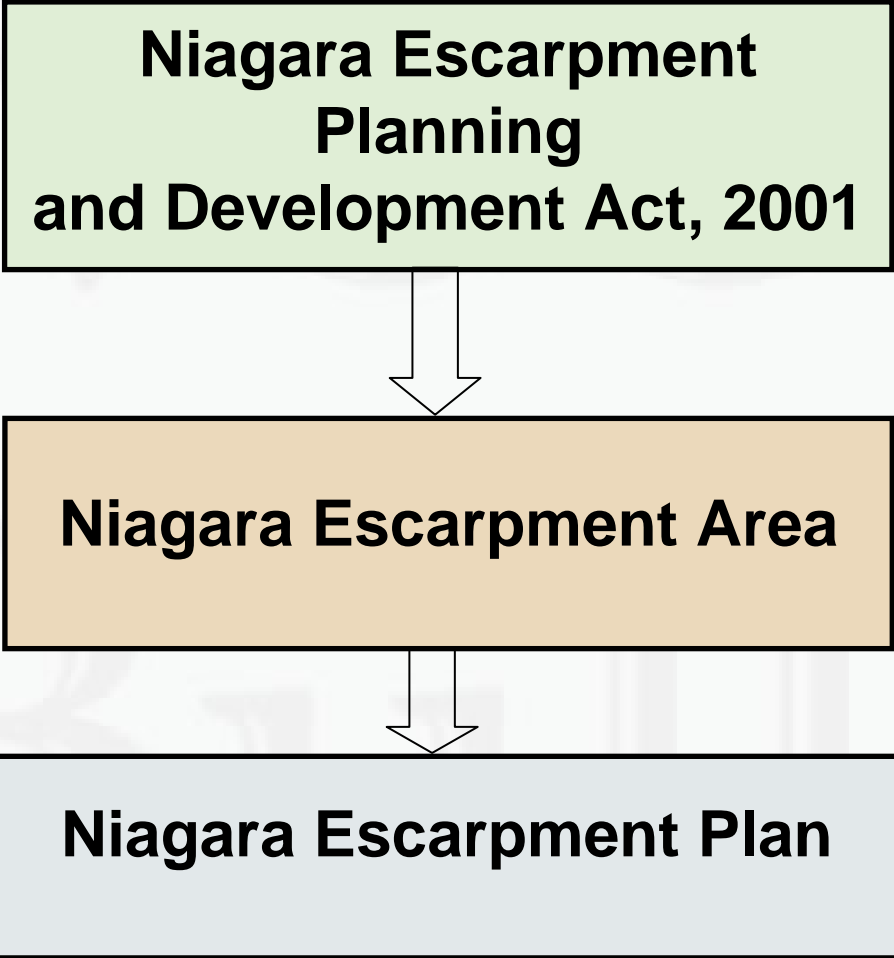 Niagara Escarpment
Planning
and Development Act, 2001
Niagara Escarpment Area
Niagara Escarpment Plan